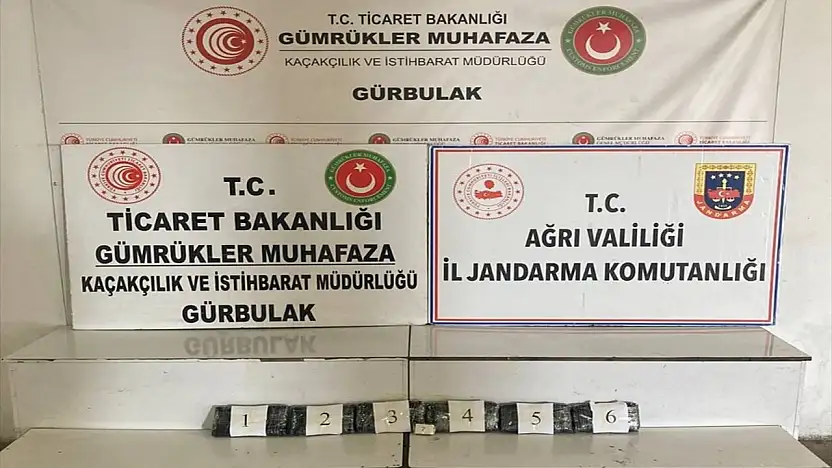 T.C. TİCARET BAKANLIĞI
GÜMRÜKLER MUHAFAZA
KAÇAKÇILIK VE İSTİHBARAT MÜDÜRLÜĞÜ
GÜRBULAK
T.C.
TİCARET BAKANLIĞI
GÜMRÜKLER MUHAFAZA
KAÇAKÇILIK VE İSTİHBARAT MÜDÜRLÜĞÜ
GÜRBULAK
T.C.
AĞRI VALİLİĞİ
İL JANDARMA KOMUTANLIĞI
JANDARMA
1 2 3 4 5 6